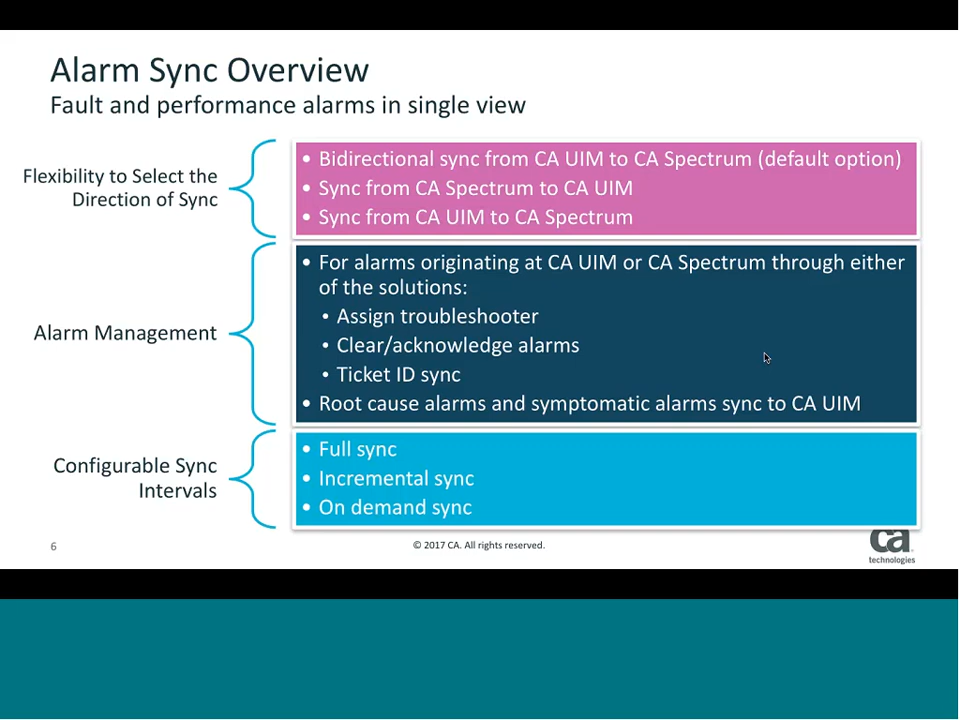 Alarm Sync Overview
Fault and performance alarms in single view
Flexibility to Select the
Direction of Sync
• Bidirectional sync from CA UIM to CA Spectrum (default option)
• Sync from CA Spectrum to CA UIM
• Sync from CA UIM to CA Spectrum
Alarm Management
• For alarms originating at CA UIM or CA Spectrum through either
of the solutions:
• Assign troubleshooter
• Clear/acknowledge alarms
• Ticket ID sync
• Root cause alarms and symptomatic alarms sync to CA UIM
Configurable Sync
Intervals
• Full sync
• Incremental sync
• On demand sync
6
© 2017 CA. All rights reserved.
ca
technologies